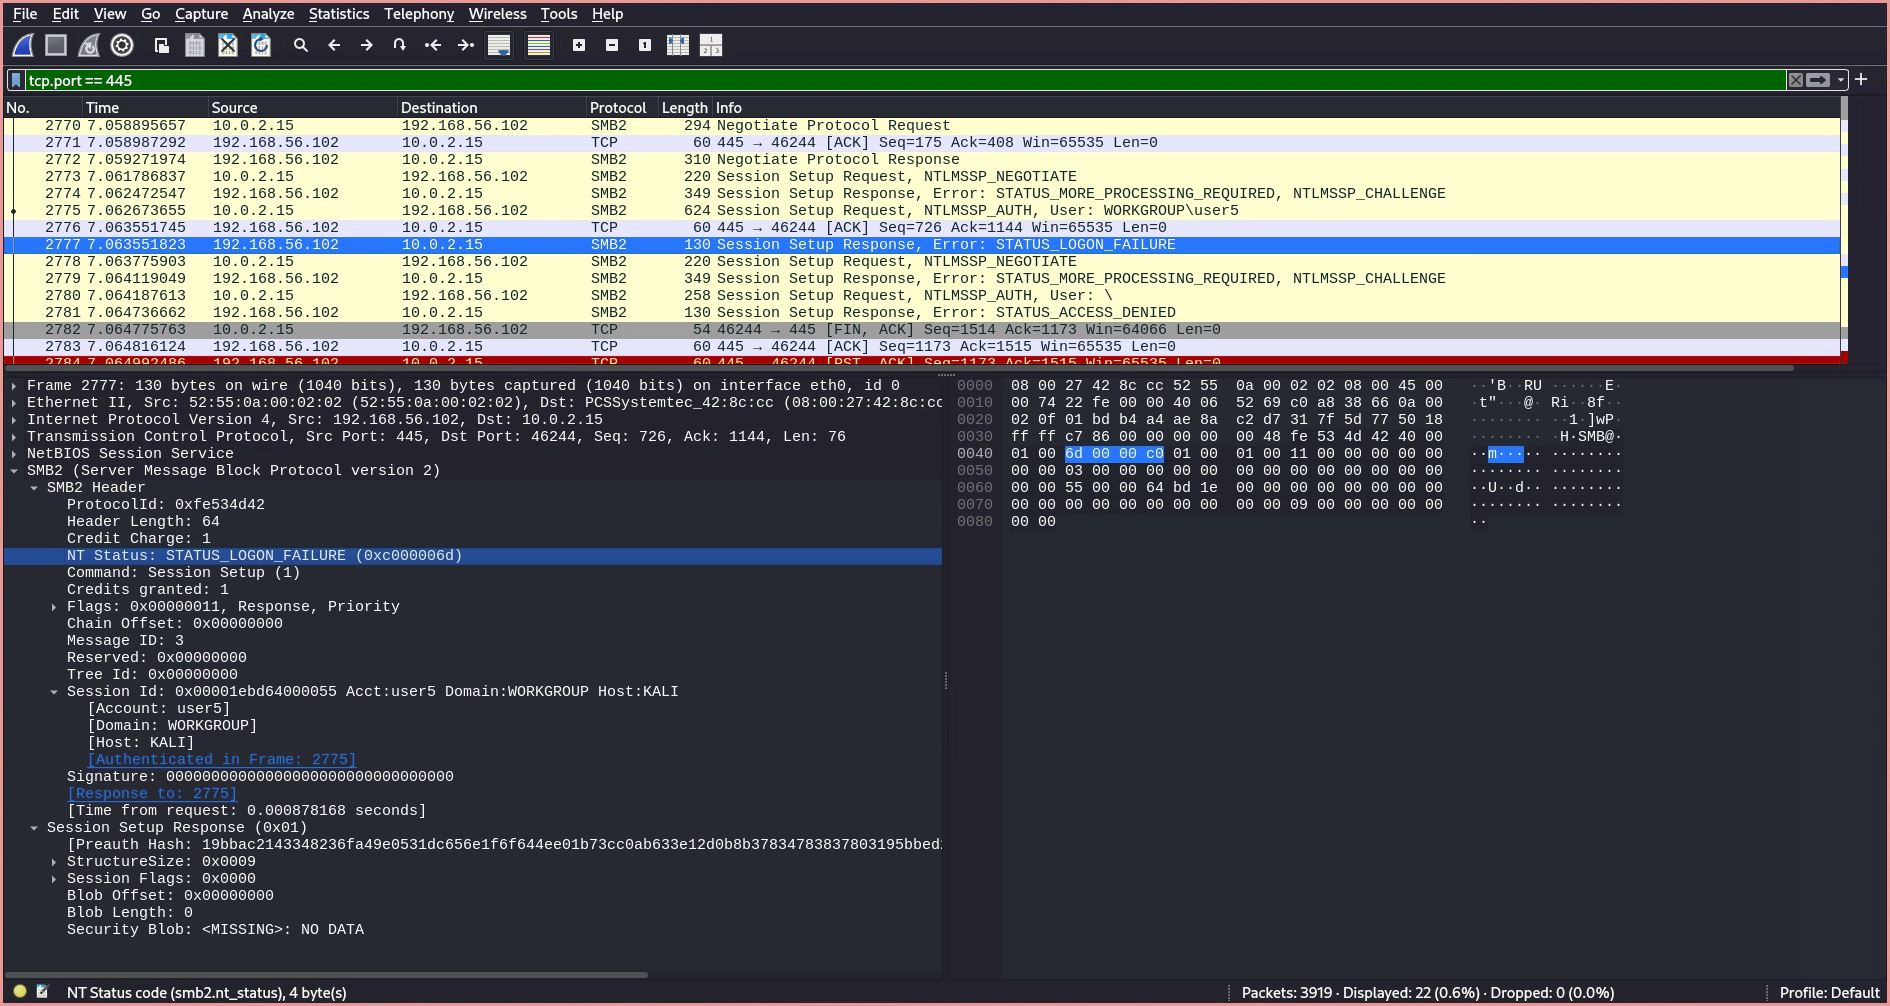 File Edit View Go Capture Analyze Statistics Telephony Wireless Tools Help
tcp.port == 445
No. Time Source Destination Protocol Length Info
2770 7.058895657 10.0.2.15 192.168.56.102 SMB2 294 Negotiate Protocol Request
2771 7.058987292 192.168.56.102 10.0.2.15 TCP 60 445 → 46244 [ACK] Seq=175 Ack=408 Win=65535 Len=0
2772 7.059271974 192.168.56.102 10.0.2.15 SMB2 310 Negotiate Protocol Response
2773 7.061786837 10.0.2.15 192.168.56.102 SMB2 220 Session Setup Request, NTLMSSP_NEGOTIATE
2774 7.062472547 192.168.56.102 10.0.2.15 SMB2 349 Session Setup Response, Error: STATUS_MORE_PROCESSING_REQUIRED, NTLMSSP_CHALLENGE
2775 7.062673655 10.0.2.15 192.168.56.102 SMB2 624 Session Setup Request, NTLMSSP_AUTH, User: WORKGROUP\user5
2776 7.063551745 192.168.56.102 10.0.2.15 TCP 60 445 → 46244 [ACK] Seq=726 Ack=1144 Win=65535 Len=0
2777 7.063551823 192.168.56.102 10.0.2.15 SMB2 130 Session Setup Response, Error: STATUS_LOGON_FAILURE
2778 7.063775903 10.0.2.15 192.168.56.102 SMB2 220 Session Setup Request, NTLMSSP_NEGOTIATE
2779 7.064119049 192.168.56.102 10.0.2.15 SMB2 349 Session Setup Response, Error: STATUS_MORE_PROCESSING_REQUIRED, NTLMSSP_CHALLENGE
2780 7.064187613 10.0.2.15 192.168.56.102 SMB2 258 Session Setup Request, NTLMSSP_AUTH, User: \
2781 7.064736662 192.168.56.102 10.0.2.15 SMB2 130 Session Setup Response, Error: STATUS_ACCESS_DENIED
2782 7.064775763 10.0.2.15 192.168.56.102 TCP 54 46244 → 445 [FIN, ACK] Seq=1514 Ack=1173 Win=64066 Len=0
2783 7.064816124 192.168.56.102 10.0.2.15 TCP 60 445 → 46244 [ACK] Seq=1173 Ack=1515 Win=65535 Len=0
2784 7.064992486 192.168.56.102 10.0.2.15 TCP 60 445 → 46244 [RST, ACK] Seq=1173 Ack=1515 Win=65535 Len=0
Frame 2777: 130 bytes on wire (1040 bits), 130 bytes captured (1040 bits) on interface eth0, id 0
Ethernet II, Src: 52:55:0a:00:02:02 (52:55:0a:00:02:02), Dst: PCSSystemtec_42:8c:cc (08:00:27:42:8c:cc
Internet Protocol Version 4, Src: 192.168.56.102, Dst: 10.0.2.15
Transmission Control Protocol, Src Port: 445, Dst Port: 46244, Seq: 726, Ack: 1144, Len: 76
NetBIOS Session Service
SMB2 (Server Message Block Protocol version 2)
SMB2 Header
ProtocolId: 0xfe534d42
Header Length: 64
Credit Charge: 1
NT Status: STATUS_LOGON_FAILURE (0xc000006d)
Command: Session Setup (1)
Credits granted: 1
Flags: 0x00000011, Response, Priority
Chain Offset: 0x00000000
Message ID: 3
Reserved: 0x00000000
Tree Id: 0x00000000
Session Id: 0x00001ebd64000055 Acct:user5 Domain:WORKGROUP Host:KALI
[Account: user5]
[Domain: WORKGROUP]
[Host: KALI]
[Authenticated in Frame: 2775]
Signature: 00000000000000000000000000000000
[Response to: 2775]
[Time from request: 0.000878168 seconds]
Session Setup Response (0x01)
[Preauth Hash: 19bbac2143348236fa49e0531dc656e1f6f644ee01b73cc0ab633e12d0b8b37834783837803195bbed
StructureSize: 0x0009
Session Flags: 0x0000
Blob Offset: 0x00000000
Blob Length: 0
Security Blob: <MISSING>: NO DATA
0000 08 00 27 42 8c cc 52 55 0a 00 02 02 08 00 45 00 ··'B··RU ······E·
0010 00 74 22 fe 00 00 40 06 52 69 c0 a8 38 66 0a 00 ·t"···@· Ri··8f··
0020 02 0f 01 bd b4 a4 ae 8a c2 d7 31 7f 5d 77 50 18 ········ ··1·]wP·
0030 ff ff c7 86 00 00 00 00 00 48 fe 53 4d 42 40 00 ········ ·H·SMB@·
0040 01 00 6d 00 00 c0 01 00 01 00 11 00 00 00 00 00 ··m····· ········
0050 00 00 03 00 00 00 00 00 00 00 00 00 00 00 00 00 ········ ········
0060 00 00 55 00 00 64 bd 1e 00 00 00 00 00 00 00 00 ··U··d·· ········
0070 00 00 00 00 00 00 00 00 00 00 09 00 00 00 00 00 ········ ········
0080 00 00 ··
NT Status code (smb2.nt_status), 4 byte(s)
Packets: 3919 · Displayed: 22 (0.6%) · Dropped: 0 (0.0%)
Profile: Default